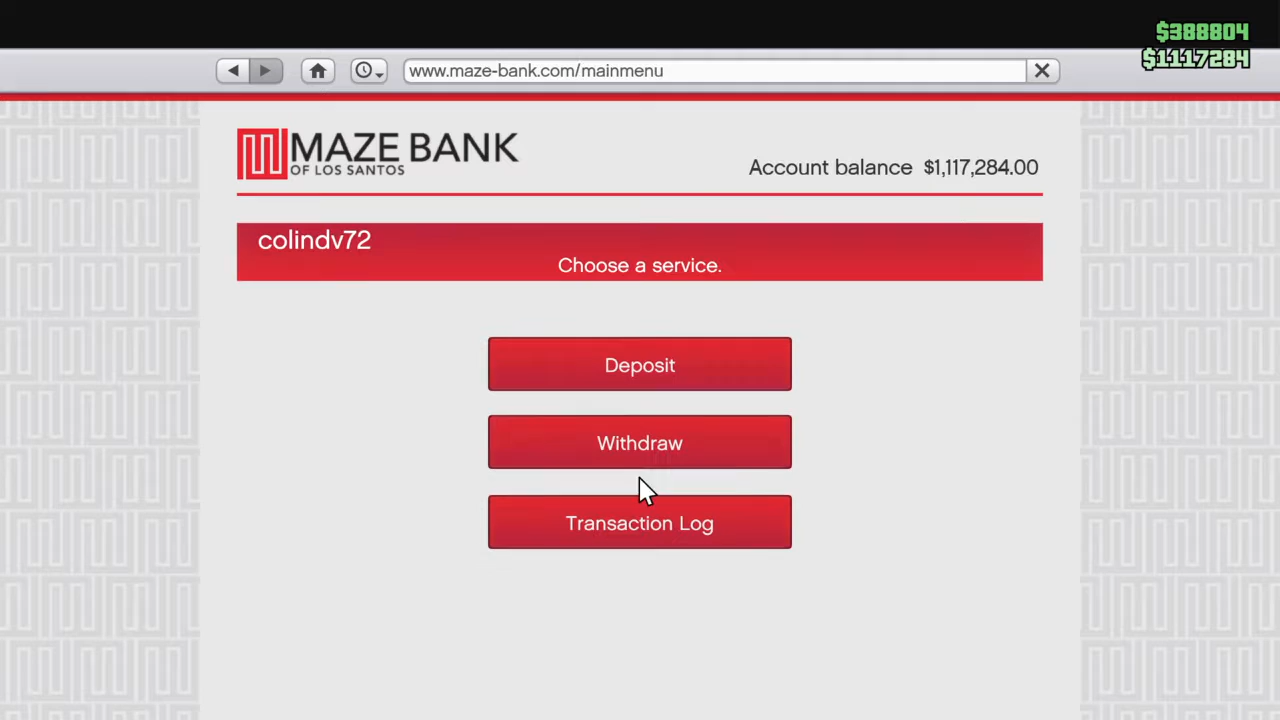 $388804
$1117284
www.maze-bank.com/mainmenu
MAZE BANK
OF LOS SANTOS
Account balance $1,117,284.00
colindv72
Choose a service.
Deposit
Withdraw
Transaction Log